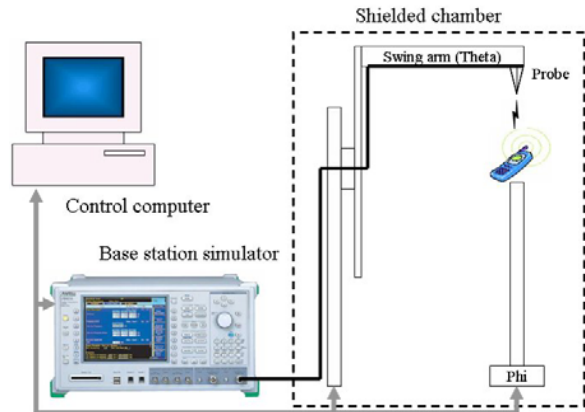 Shielded chamber
Swing arm (Theta)
Probe
Control computer
Base station simulator
Phi